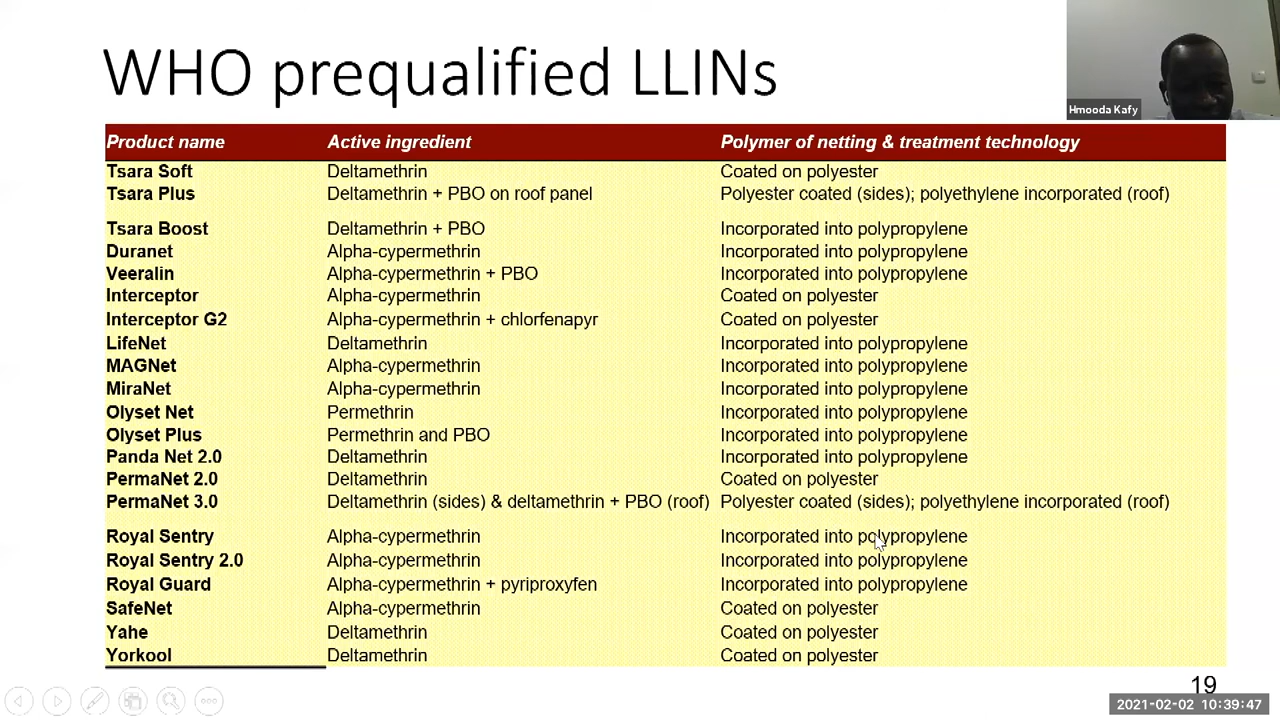 WHO prequalified LLINs
Hmooda Kafy
Product name Active ingredient Polymer of netting & treatment technology
Tsara Soft Deltamethrin Coated on polyester
Tsara Plus Deltamethrin + PBO on roof panel Polyester coated (sides); polyethylene incorporated (roof)
Tsara Boost Deltamethrin + PBO Incorporated into polypropylene
Duranet Alpha-cypermethrin Incorporated into polypropylene
Veeralin Alpha-cypermethrin + PBO Incorporated into polypropylene
Interceptor Alpha-cypermethrin Coated on polyester
Interceptor G2 Alpha-cypermethrin + chlorfenapyr Coated on polyester
LifeNet Deltamethrin Incorporated into polypropylene
MAGNet Alpha-cypermethrin Incorporated into polypropylene
MiraNet Alpha-cypermethrin Incorporated into polypropylene
Olyset Net Permethrin Incorporated into polypropylene
Olyset Plus Permethrin and PBO Incorporated into polypropylene
Panda Net 2.0 Deltamethrin Incorporated into polypropylene
PermaNet 2.0 Deltamethrin Coated on polyester
PermaNet 3.0 Deltamethrin (sides) & deltamethrin + PBO (roof) Polyester coated (sides); polyethylene incorporated (roof)
Royal Sentry Alpha-cypermethrin Incorporated into polypropylene
Royal Sentry 2.0 Alpha-cypermethrin Incorporated into polypropylene
Royal Guard Alpha-cypermethrin + pyriproxyfen Incorporated into polypropylene
SafeNet Alpha-cypermethrin Coated on polyester
Yahe Deltamethrin Coated on polyester
Yorkool Deltamethrin Coated on polyester
19
2021-02-02 10:39:47